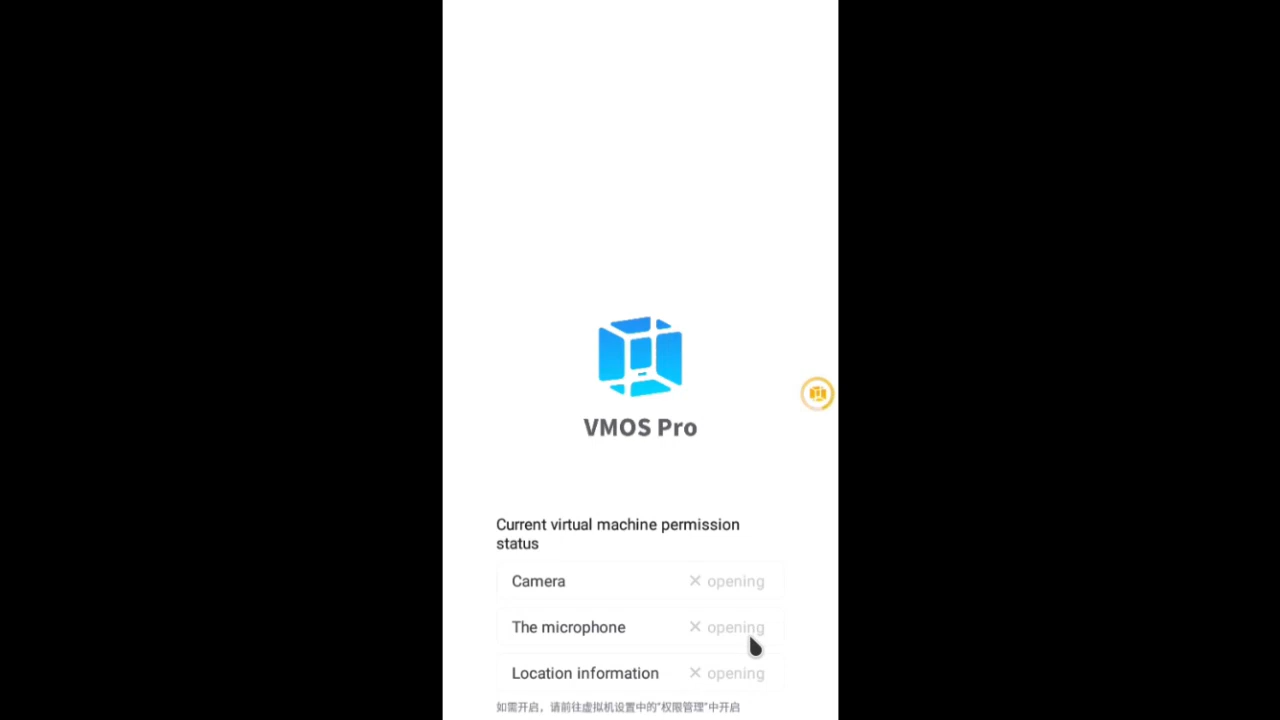 VMOS Pro
Current virtual machine permission
status
Camera × opening
The microphone × opening
Location information × opening
如需开启，请前往虚拟机设置中的“权限管理”中开启